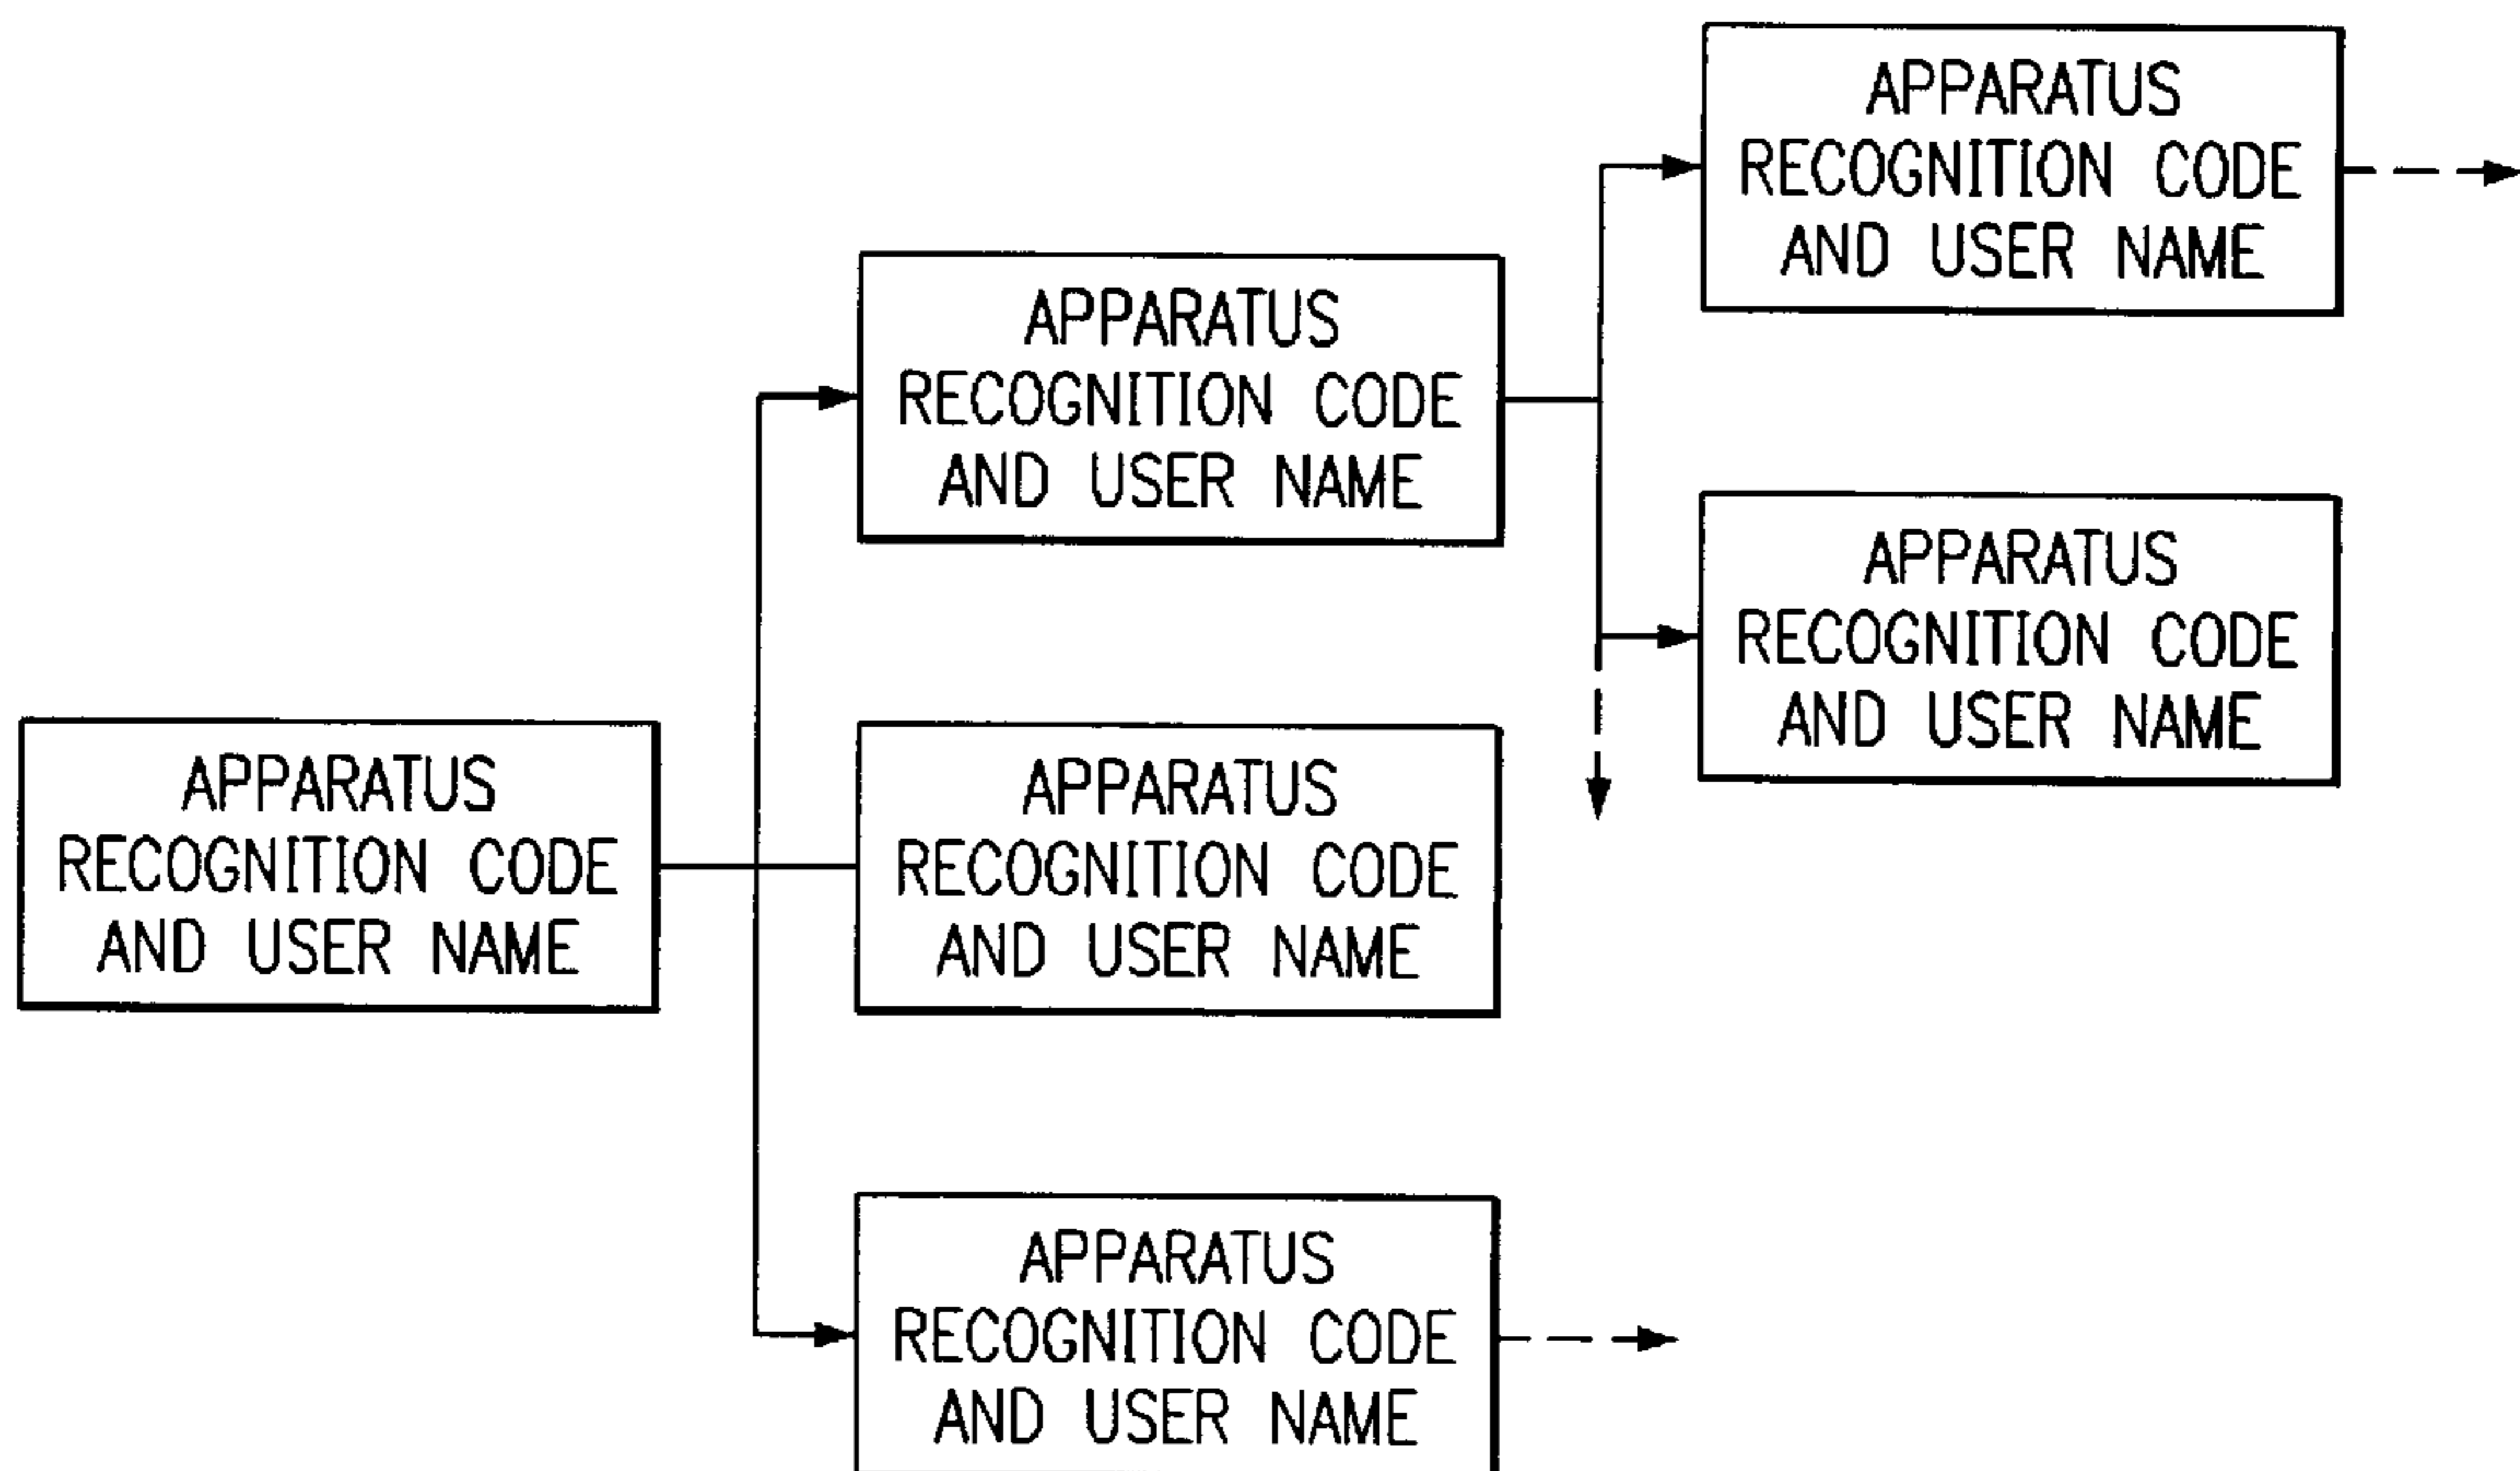 APPARATUS
RECOGNITION CODE
AND USER NAME
APPARATUS
RECOGNITION CODE
AND USER NAME
APPARATUS
RECOGNITION CODE
AND USER NAME
APPARATUS
RECOGNITION CODE
AND USER NAME
APPARATUS
RECOGNITION CODE
AND USER NAME
APPARATUS
RECOGNITION CODE
AND USER NAME